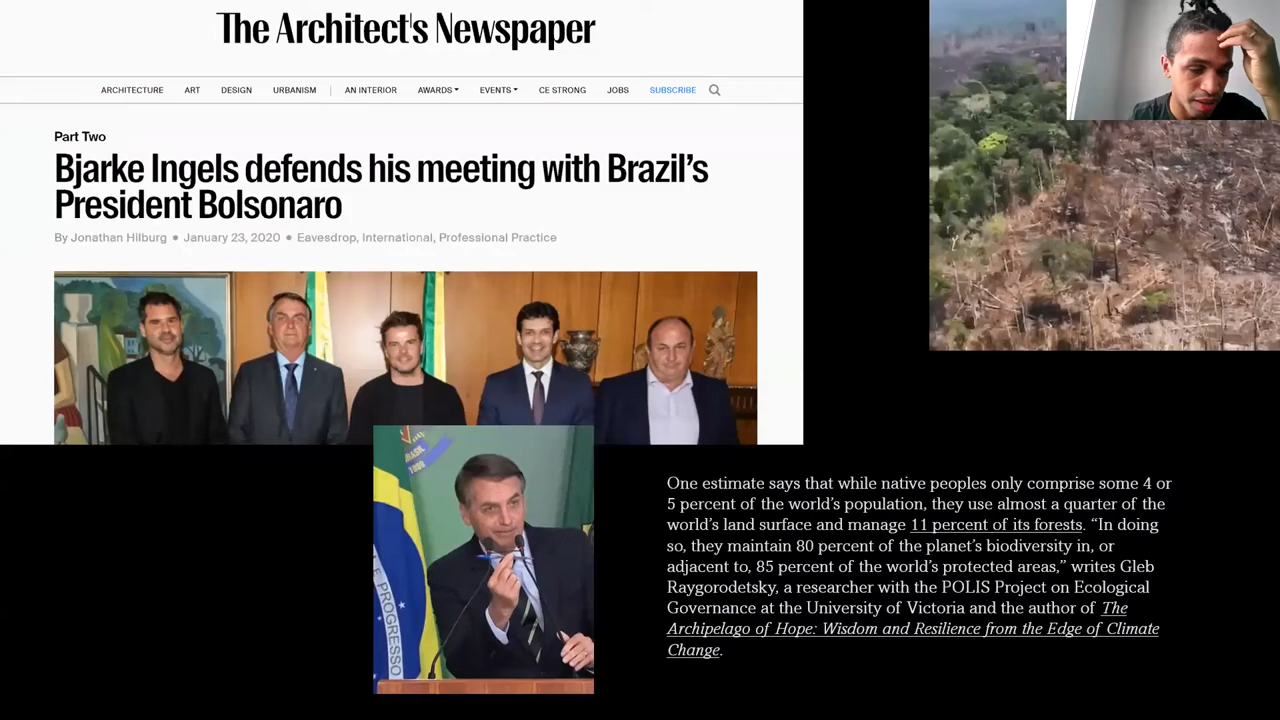 The Architect's Newspaper
ARCHITECTURE ART DESIGN URBANISM | AN INTERIOR AWARDS EVENTS CE STRONG JOBS SUBSCRIBE
Part Two
Bjarke Ingels defends his meeting with Brazil’s
President Bolsonaro
By Jonathan Hilburg ● January 23, 2020 ● Eavesdrop, International, Professional Practice
BRASIL
1889
E PROGRESSO
One estimate says that while native peoples only comprise some 4 or
5 percent of the world’s population, they use almost a quarter of the
world’s land surface and manage 11 percent of its forests. “In doing
so, they maintain 80 percent of the planet’s biodiversity in, or
adjacent to, 85 percent of the world’s protected areas,” writes Gleb
Raygorodetsky, a researcher with the POLIS Project on Ecological
Governance at the University of Victoria and the author of The
Archipelago of Hope: Wisdom and Resilience from the Edge of Climate
Change.